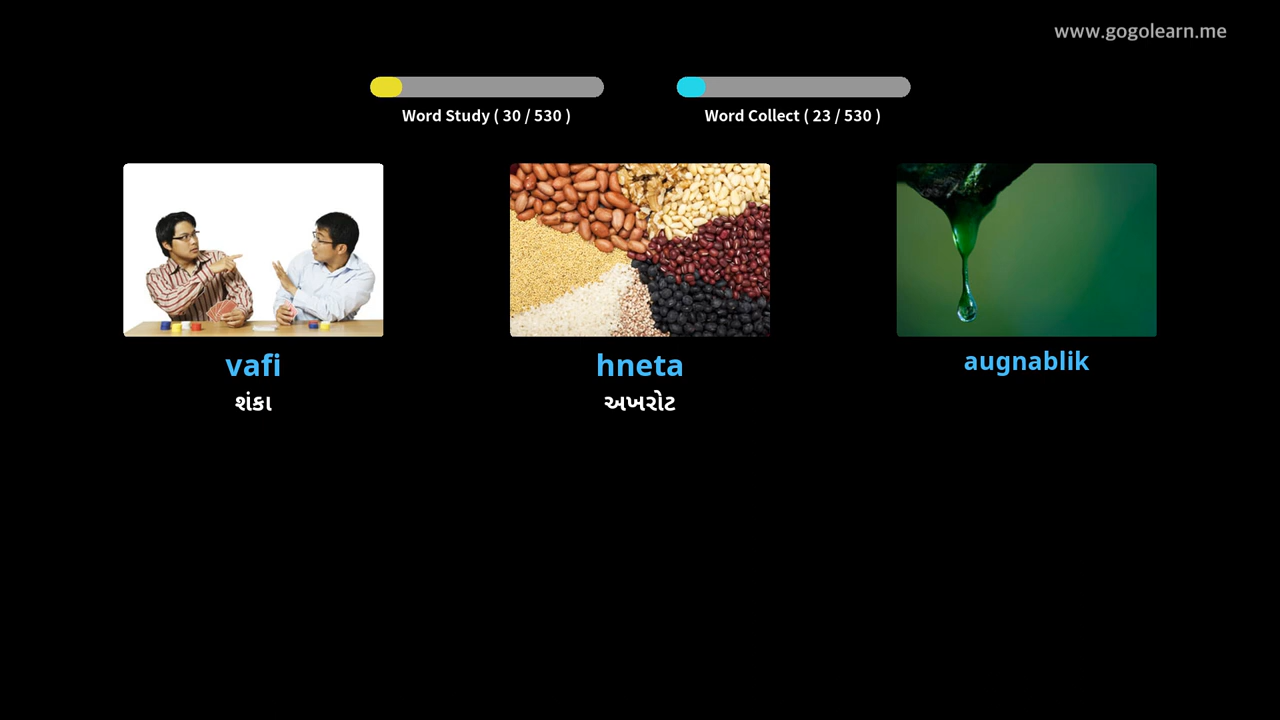 www.gogolearn.me
Word Study ( 30 / 530 )
Word Collect ( 23 / 530 )
vafi
hneta
augnablik
શંકા
અખરોટ